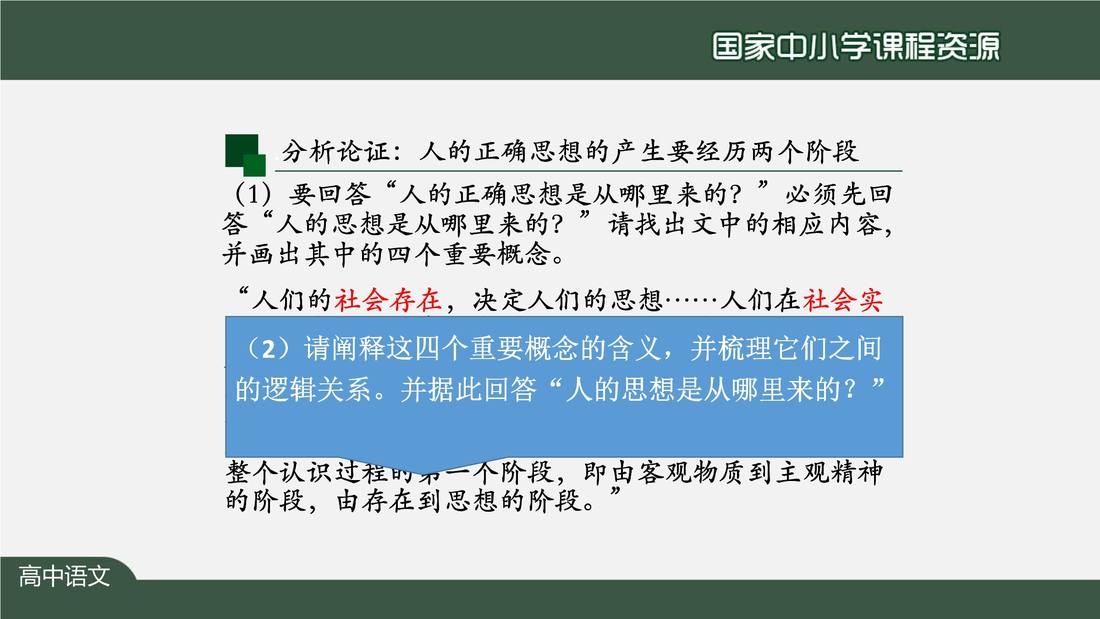 国家中小学课程资源
分析论证：人的正确思想的产生要经历两个阶段
（1）要回答“人的正确思想是从哪里来的？”必须先回
答“人的思想是从哪里来的？”请找出文中的相应内容，
并画出其中的四个重要概念。
“人们的社会存在，决定人们的思想……人们在社会实
（2）请阐释这四个重要概念的含义，并梳理它们之间
的逻辑关系。并据此回答“人的思想是从哪里来的？”
整个认识过程的第一个阶段，即由客观物质到主观精神
的阶段，由存在到思想的阶段。”
高中语文